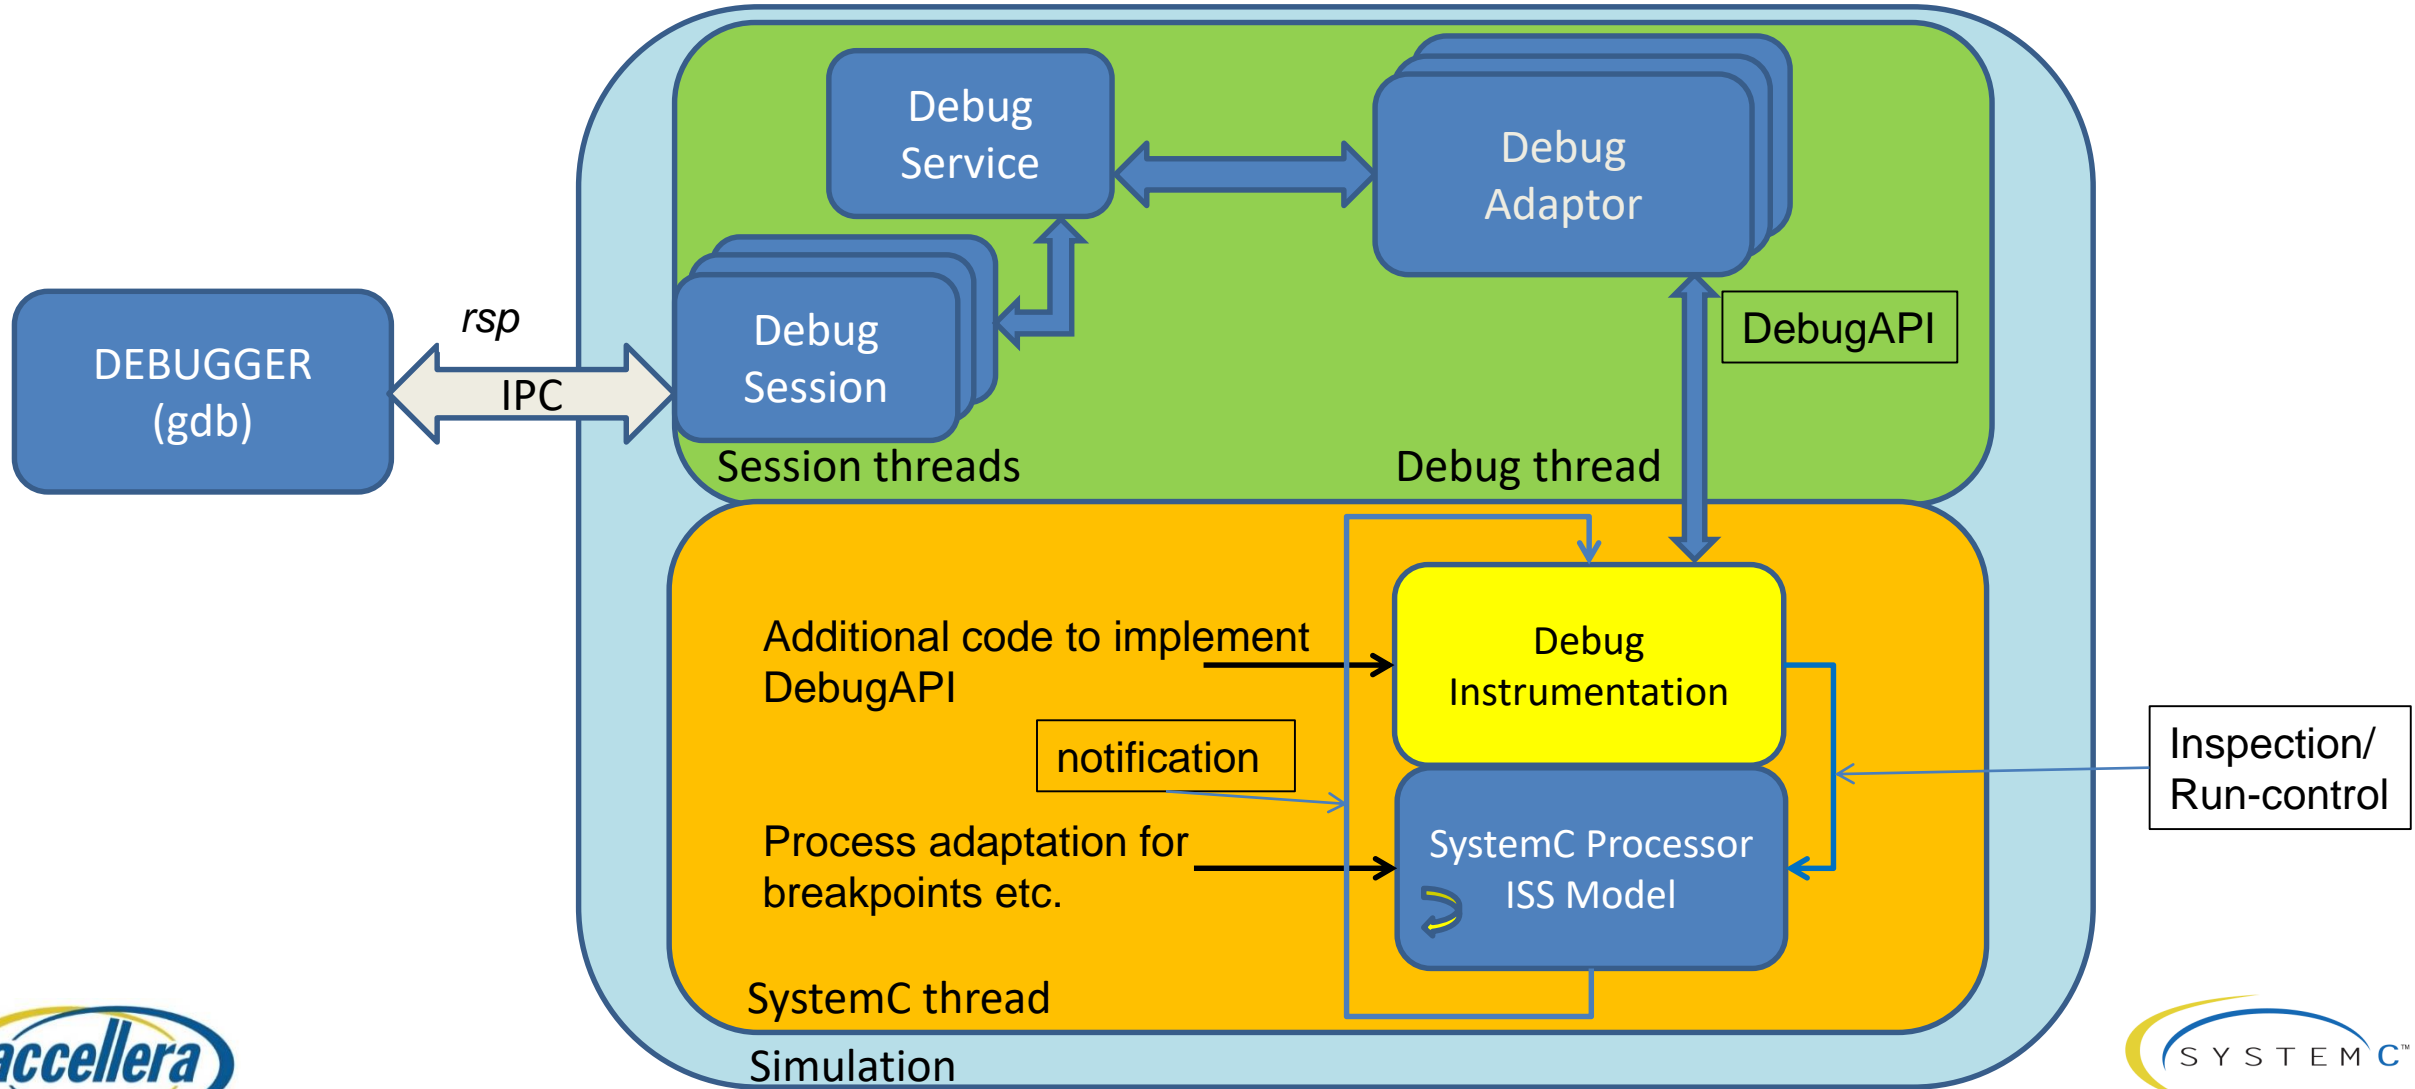 Debug
Service
Debug
Adaptor
rsp
DEBUGGER
(gdb)
IPC
Debug
Session
DebugAPI
Session threads
Debug thread
Additional code to implement
DebugAPI
Debug
Instrumentation
notification
Inspection/
Run-control
Process adaptation for
breakpoints etc.
SystemC Processor
ISS Model
SystemC thread
Simulation
accellera
SYSTEM C™